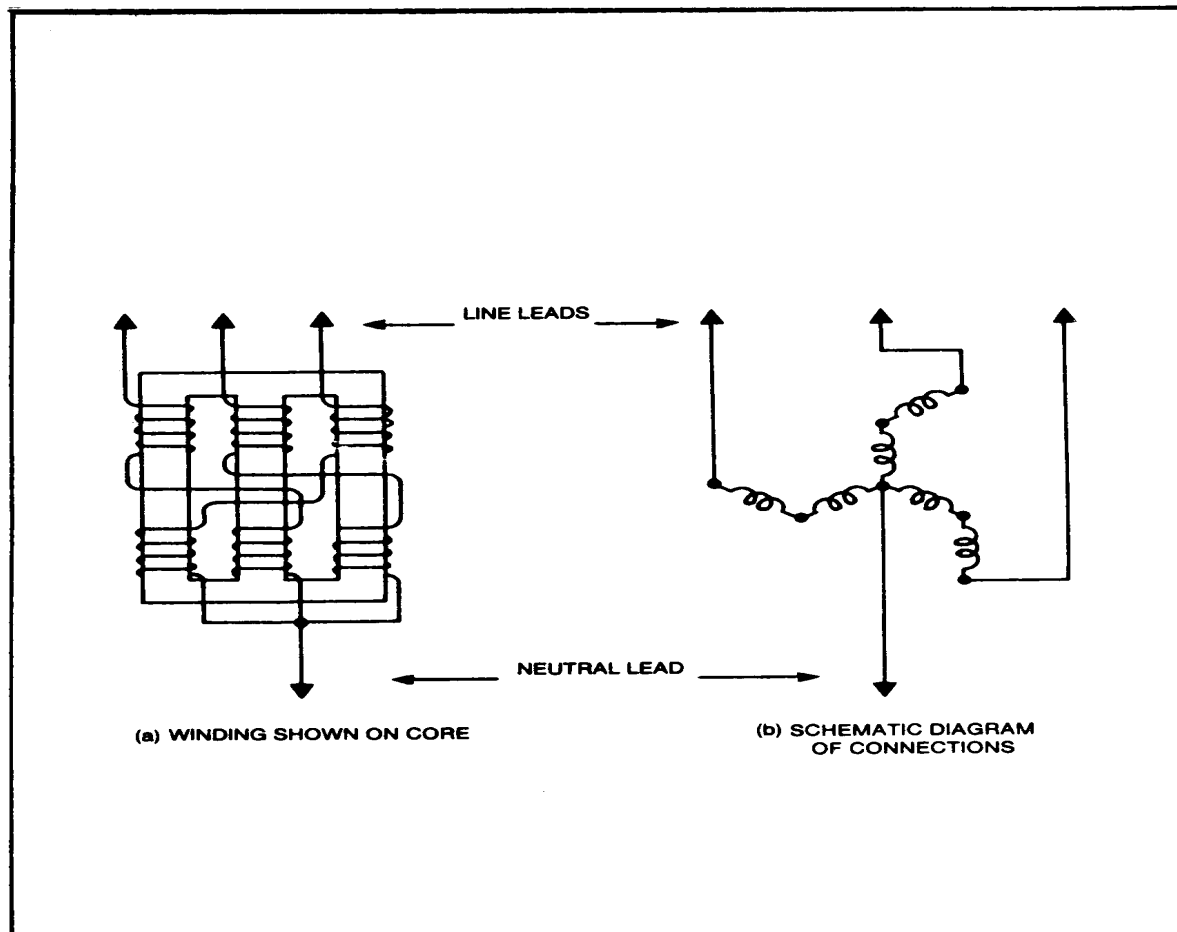 LINE LEADS
NEUTRAL LEAD
(a) WINDING SHOWN ON CORE
(b) SCHEMATIC DIAGRAM
OF CONNECTIONS